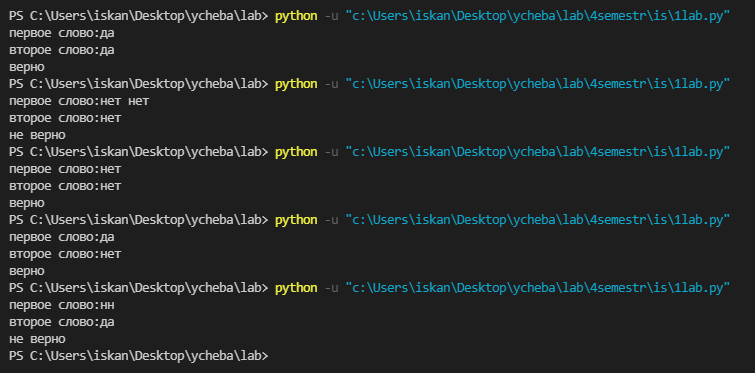 PS C:\Users\iskan\Desktop\ycheba\lab> python -u "c:\Users\iskan\Desktop\ycheba\lab\4semestr\is\1lab.py"
первое слово:да
второе слово:да
верно
PS C:\Users\iskan\Desktop\ycheba\lab> python -u "c:\Users\iskan\Desktop\ycheba\lab\4semestr\is\1lab.py"
первое слово:нет нет
второе слово:нет
не верно
PS C:\Users\iskan\Desktop\ycheba\lab> python -u "c:\Users\iskan\Desktop\ycheba\lab\4semestr\is\1lab.py"
первое слово:нет
второе слово:нет
верно
PS C:\Users\iskan\Desktop\ycheba\lab> python -u "c:\Users\iskan\Desktop\ycheba\lab\4semestr\is\1lab.py"
первое слово:да
второе слово:нет
верно
PS C:\Users\iskan\Desktop\ycheba\lab> python -u "c:\Users\iskan\Desktop\ycheba\lab\4semestr\is\1lab.py"
первое слово:нн
второе слово:да
не верно
PS C:\Users\iskan\Desktop\ycheba\lab>